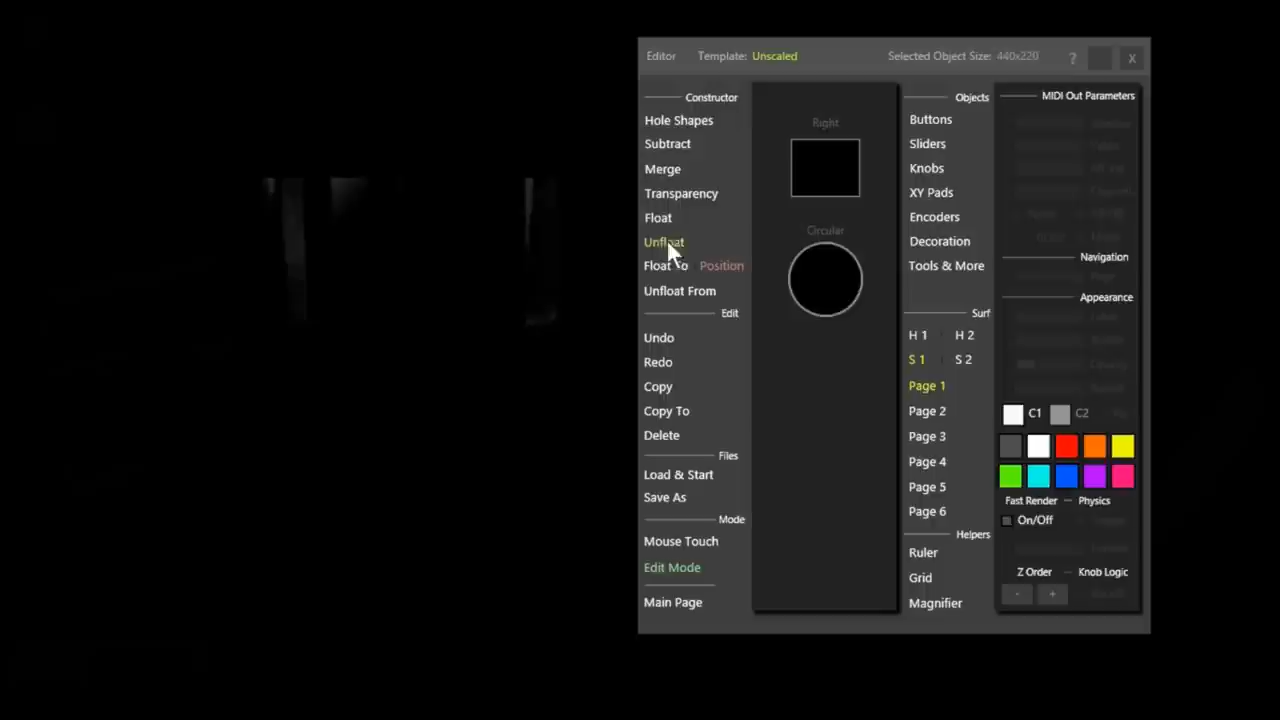 Editor Template: Unscaled Selected Object Size: 440x220 ? X
Constructor
Hole Shapes
Subtract
Merge
Transparency
Float
Unfloat
Float To Position
Unfloat From
Edit
Undo
Redo
Copy
Copy To
Delete
Files
Load & Start
Save As
Mode
Mouse Touch
Edit Mode
Main Page
Right
Circular
Objects
Buttons
Sliders
Knobs
XY Pads
Encoders
Decoration
Tools & More
Surf
H 1 H 2
S 1 S 2
Page 1
Page 2
Page 3
Page 4
Page 5
Page 6
Helpers
Ruler
Grid
Magnifier
MIDI Out Parameters
Navigation
Appearance
C1 C2
Fast Render Physics
On/Off
Z Order Knob Logic
- +